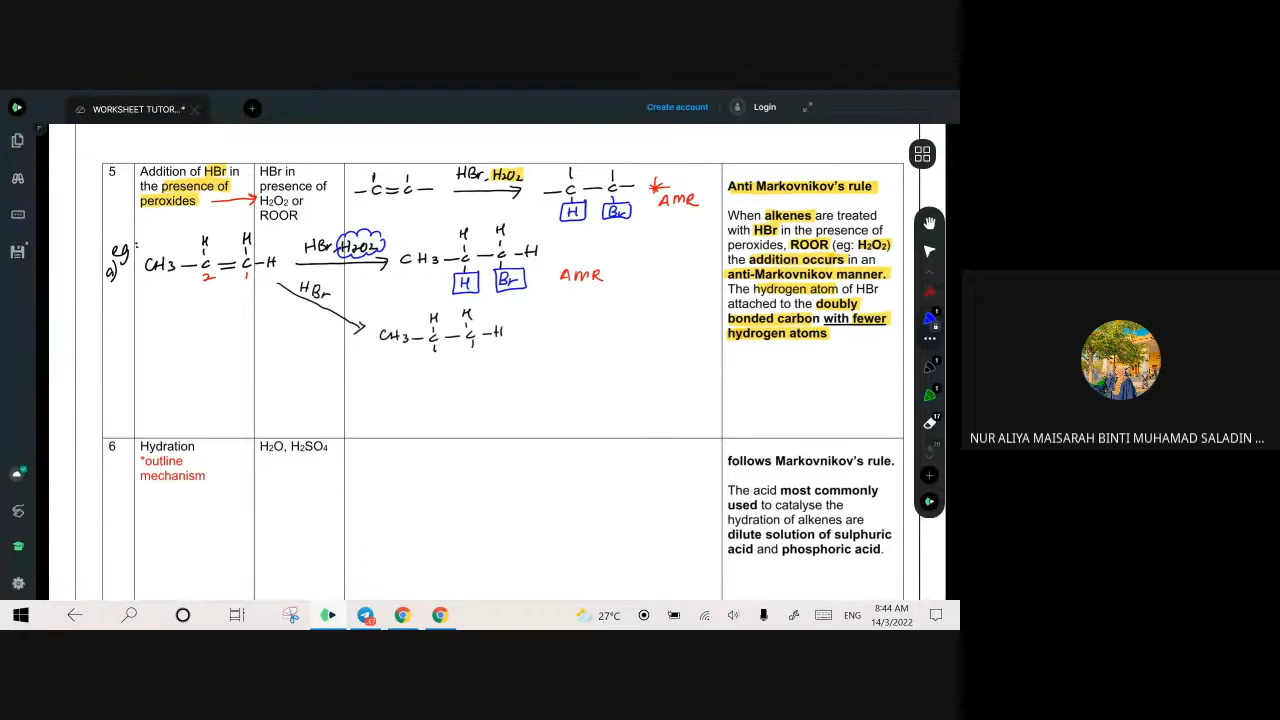 WORKSHEET TUTOR...*
Create account
Login
5
Addition of HBr in
the presence of
peroxides
HBr in
presence of
H2O2 or
ROOR
-C=C-
HBr, H2O2
-C-C-
H Br
AMR
Anti Markovnikov's rule
When alkenes are treated
with HBr in the presence of
peroxides, ROOR (eg: H2O2)
the addition occurs in an
anti-Markovnikov manner.
The hydrogen atom of HBr
attached to the doubly
bonded carbon with fewer
hydrogen atoms
eg:
a)
H H
CH3-C=C-H
2 1
HBr, H2O2
H H
CH3-C-C-H
H Br
AMR
HBr
H H
CH3-C-C-H
6
Hydration
*outline
mechanism
H2O, H2SO4
follows Markovnikov's rule.
The acid most commonly
used to catalyse the
hydration of alkenes are
dilute solution of sulphuric
acid and phosphoric acid.
NUR ALIYA MAISARAH BINTI MUHAMAD SALADIN ...
27°C
ENG
8:44 AM
14/3/2022